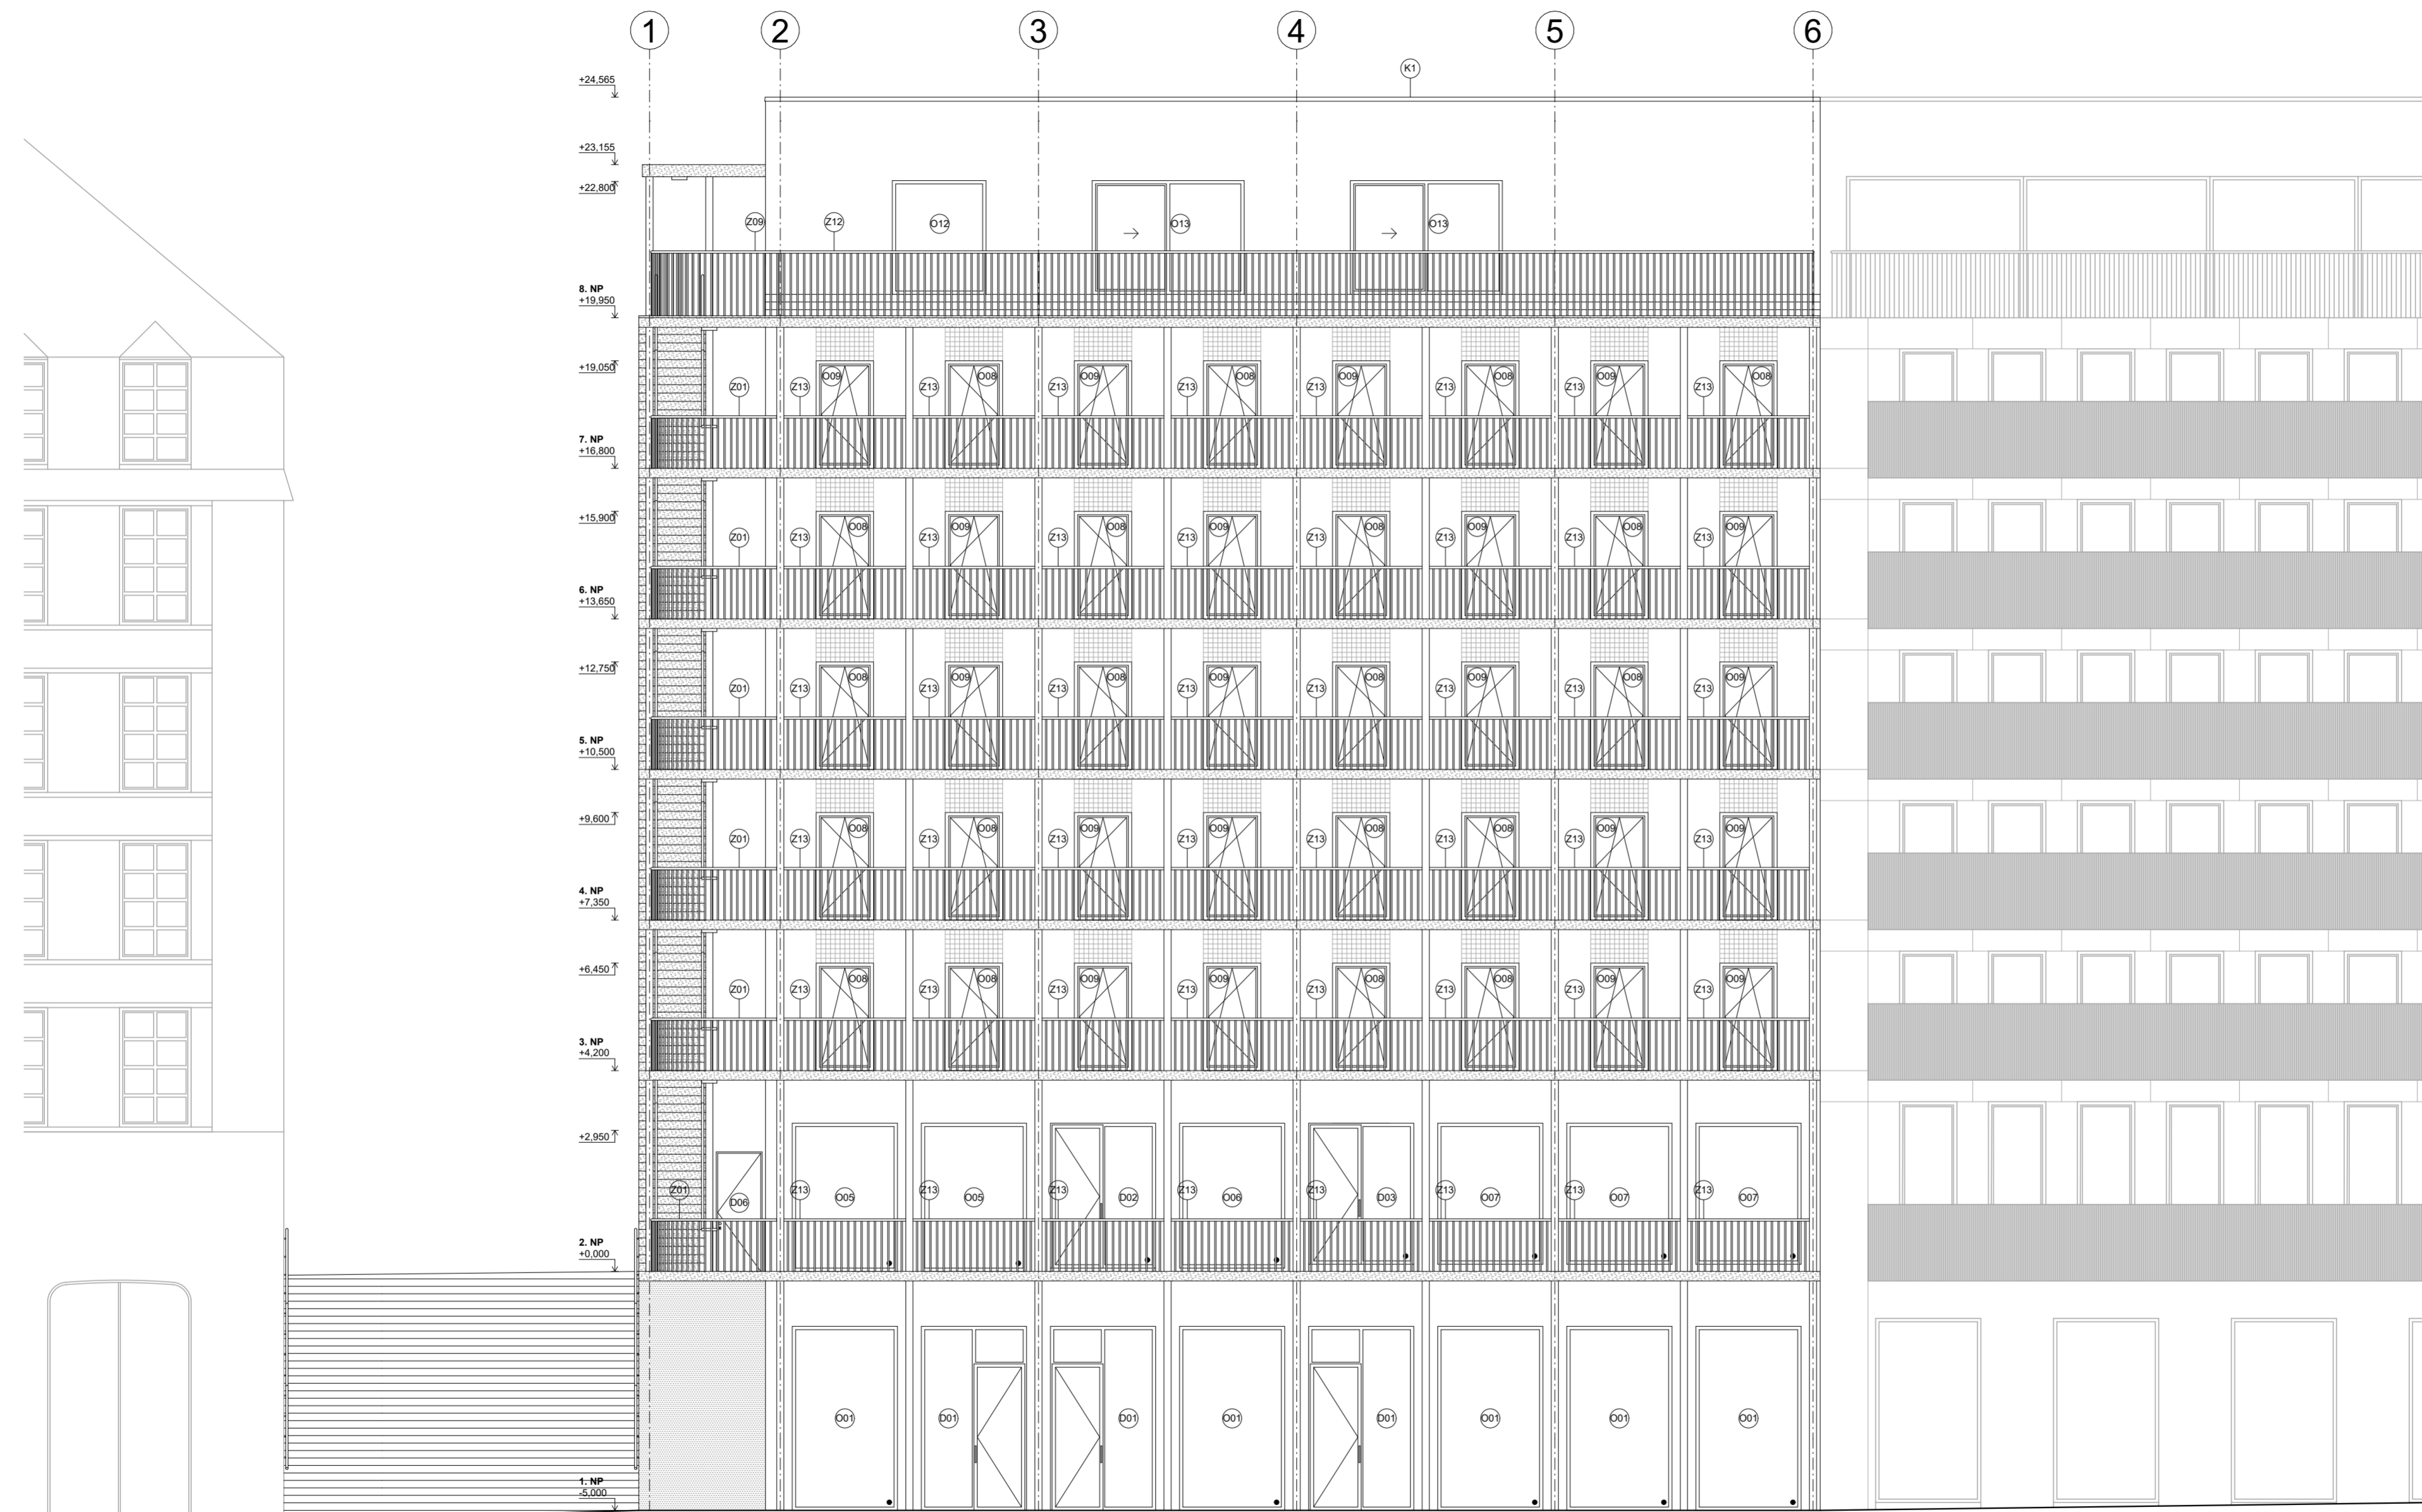 1 2 3 4 5 6
K1
+24,565
+23,155
+22,800
Z09 Z12 O12 O13 O13
8. NP
+19,950
+19,050
O09 O08 O09 O08 O09 O08 O09 O08
Z01 Z13 Z13 Z13 Z13 Z13 Z13 Z13 Z13
7. NP
+16,800
+15,900
O08 O09 O08 O09 O08 O09 O08 O09
Z01 Z13 Z13 Z13 Z13 Z13 Z13 Z13 Z13
6. NP
+13,650
+12,750
O08 O09 O08 O09 O08 O09 O08 O09
Z01 Z13 Z13 Z13 Z13 Z13 Z13 Z13 Z13
5. NP
+10,500
+9,600
O08 O08 O09 O09 O08 O08 O09 O09
Z01 Z13 Z13 Z13 Z13 Z13 Z13 Z13 Z13
4. NP
+7,350
+6,450
O08 O08 O09 O09 O08 O08 O09 O09
Z01 Z13 Z13 Z13 Z13 Z13 Z13 Z13 Z13
3. NP
+4,200
+2,950
Z01 Z13 Z13 Z13 Z13 Z13 Z13 Z13 Z13
D06 O05 O05 D02 O06 D03 O07 O07 O07
2. NP
+0,000
O01 D01 D01 O01 D01 O01 O01 O01
1. NP
-5,000